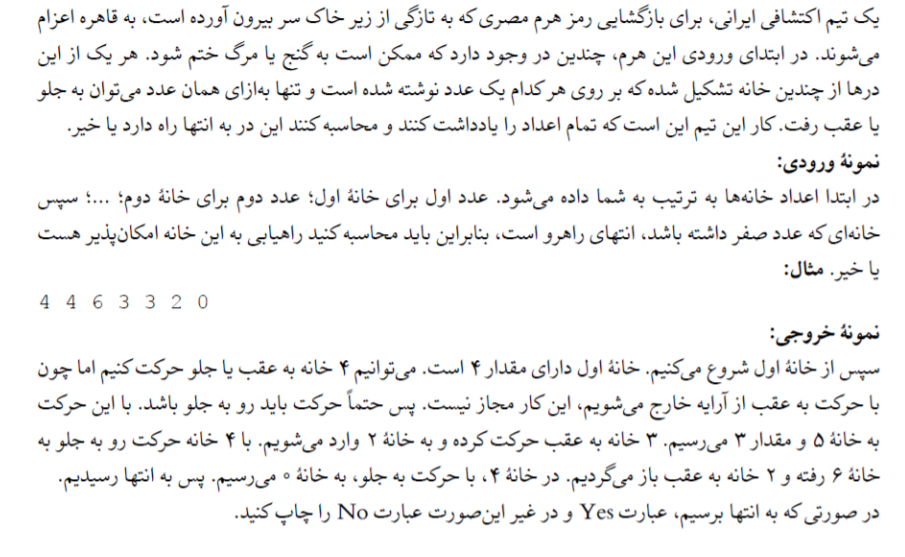 یک تیم اکتشافی ایرانی، برای بازگشایی رمز هرم مصری که به تازگی از زیر خاک سر بیرون آورده است، به قاهره اعزام
می‌شوند. در ابتدای ورودی این هرم، چندین در وجود دارد که ممکن است به گنج یا مرگ ختم شود. هر یک از این
درها از چندین خانه تشکیل شده که بر روی هر کدام یک عدد نوشته شده است و تنها به‌ازای همان عدد می‌توان به جلو
یا عقب رفت. کار این تیم این است که تمام اعداد را یادداشت کنند و محاسبه کنند این در به انتها راه دارد یا خیر.
نمونهٔ ورودی:
در ابتدا اعداد خانه‌ها به ترتیب به شما داده می‌شود. عدد اول برای خانهٔ اول؛ عدد دوم برای خانهٔ دوم؛ ...؛ سپس
خانه‌ای که عدد صفر داشته باشد، انتهای راهرو است، بنابراین باید محاسبه کنید راهیابی به این خانه امکان‌پذیر هست
یا خیر. مثال:
4 4 6 3 3 2 0
نمونهٔ خروجی:
سپس از خانهٔ اول شروع می‌کنیم. خانهٔ اول دارای مقدار ۴ است. می‌توانیم ۴ خانه به عقب یا جلو حرکت کنیم اما چون
با حرکت به عقب از آرایه خارج می‌شویم، این کار مجاز نیست. پس حتماً حرکت باید رو به جلو باشد. با این حرکت
به خانهٔ ۵ و مقدار ۳ می‌رسیم. ۳ خانه به عقب حرکت کرده و به خانهٔ ۲ وارد می‌شویم. با ۴ خانه حرکت رو به جلو به
خانهٔ ۶ رفته و ۲ خانه به عقب باز می‌گردیم. در خانهٔ ۴، با حرکت به جلو، به خانهٔ ۰ می‌رسیم. پس به انتها رسیدیم.
در صورتی که به انتها برسیم، عبارت Yes و در غیر این‌صورت عبارت No را چاپ کنید.